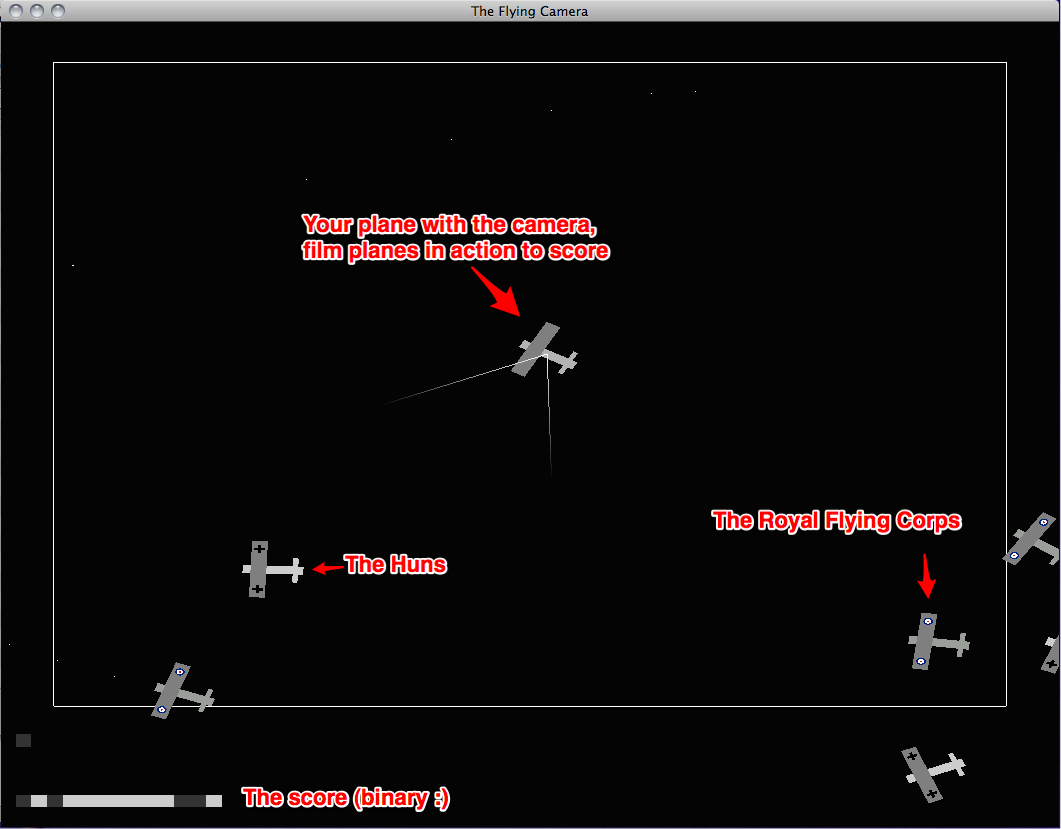 The Flying Camera
Your plane with the camera,
film planes in action to score
The Royal Flying Corps
The Huns
The score (binary :)